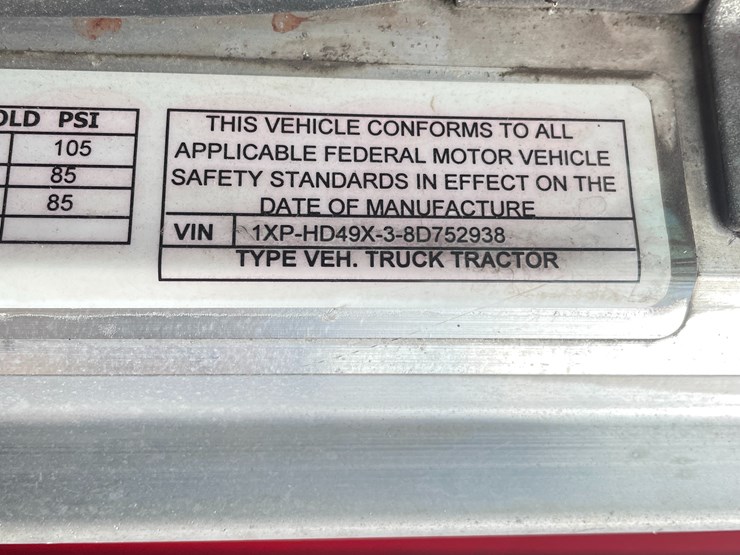 OLD PSI
105
85
85
THIS VEHICLE CONFORMS TO ALL
APPLICABLE FEDERAL MOTOR VEHICLE
SAFETY STANDARDS IN EFFECT ON THE
DATE OF MANUFACTURE
VIN 1XP-HD49X-3-8D752938
TYPE VEH. TRUCK TRACTOR